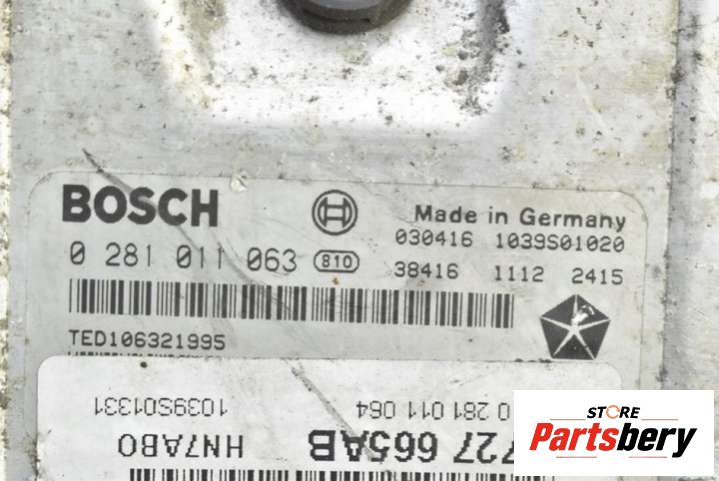 BOSCH
Made in Germany
0 281 011 063 810
030416 1039S01020
38416 1112 2415
TED106321995
1039S01331 0 281 011 064
HN7ABO 727 665AB
STORE
Partsbery